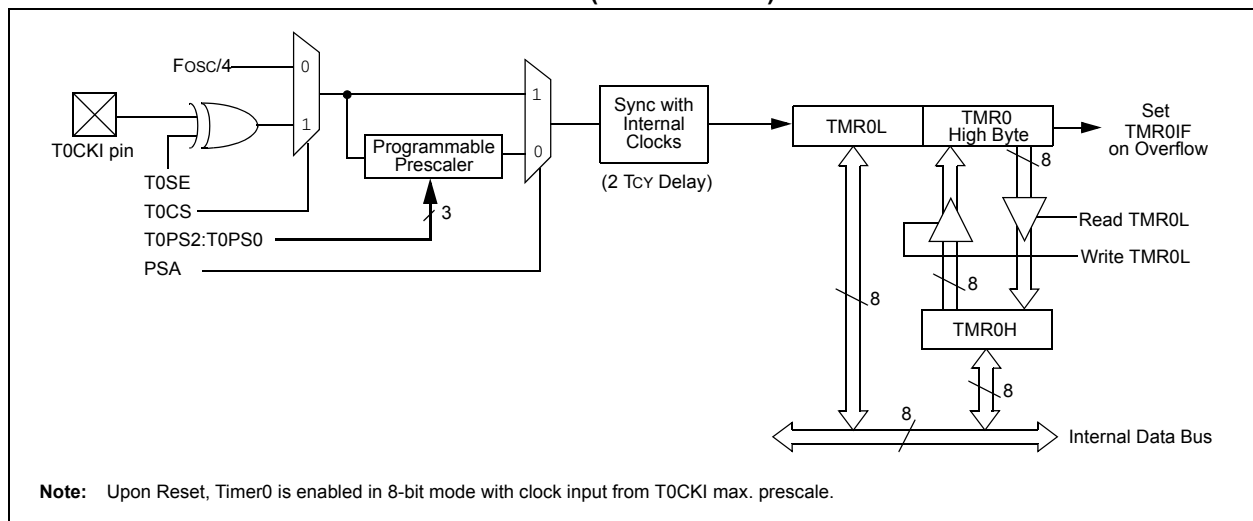 FOSC/4
0
1
T0CKI pin
T0SE
T0CS
T0PS2:T0PS0
PSA
Programmable
Prescaler
3
1
0
Sync with
Internal
Clocks
(2 TCY Delay)
TMR0L
TMR0
High Byte
Set
TMR0IF
on Overflow
8
Read TMR0L
Write TMR0L
8
8
TMR0H
8
8
Internal Data Bus
Note: Upon Reset, Timer0 is enabled in 8-bit mode with clock input from T0CKI max. prescale.